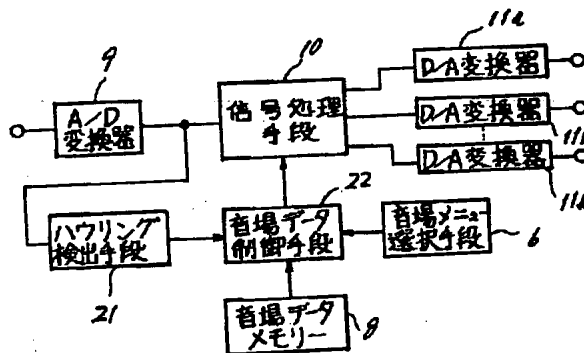 11a
D/A変換器
9
10
A/D
変換器
信号処理
手段
D/A変換器
D/A変換器
11n
22
ハウリング
検出手段
音場データ
制御手段
音場メニュー
選択手段
21
6
音場データ
メモリー
8